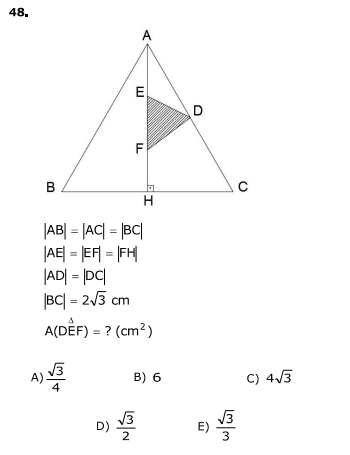 48.
A
E
D
F
B
H
C
|AB| = |AC| = |BC|
|AE| = |EF| = |FH|
|AD| = |DC|
|BC| = 2√3 cm
A(DÊF) = ? (cm²)
A) √3/4 B) 6 C) 4√3
D) √3/2 E) √3/3